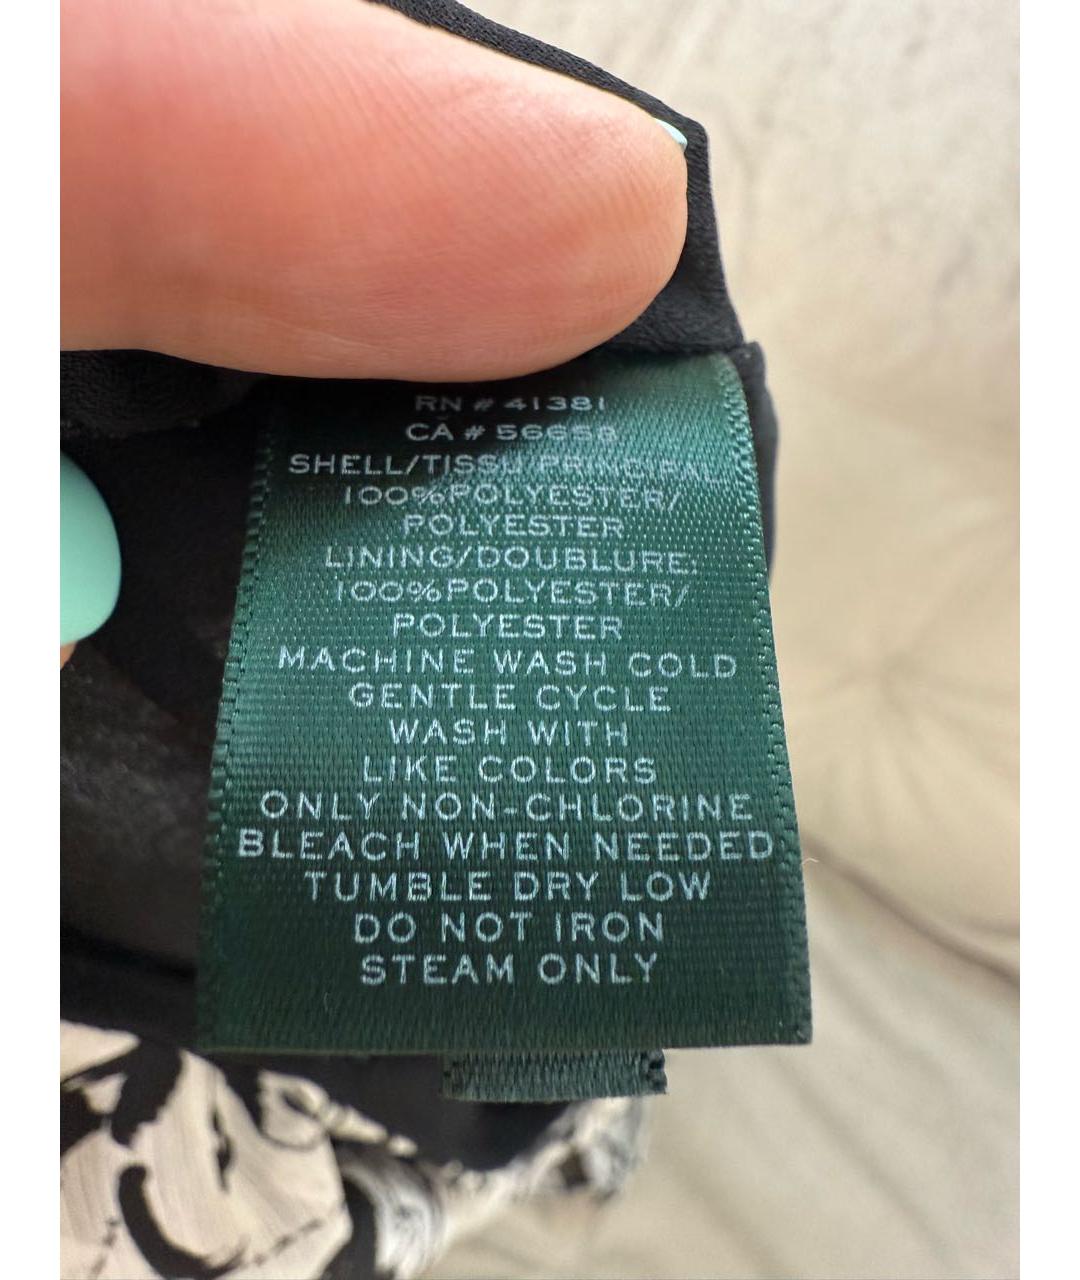 RN # 41381
CA # 56658
SHELL/TISSU PRINCIPAL
100%POLYESTER/
POLYESTER
LINING/DOUBLURE:
100%POLYESTER/
POLYESTER
MACHINE WASH COLD
GENTLE CYCLE
WASH WITH
LIKE COLORS
ONLY NON-CHLORINE
BLEACH WHEN NEEDED
TUMBLE DRY LOW
DO NOT IRON
STEAM ONLY